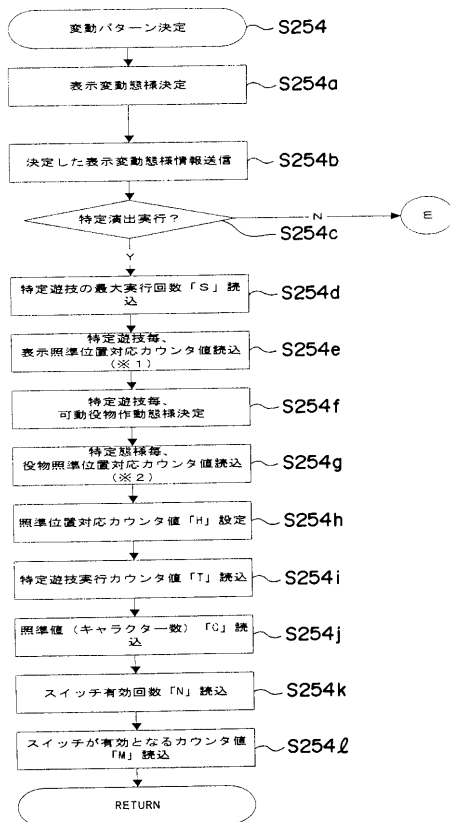 変動パターン決定
S254
表示変動態様決定
S254a
決定した表示変動態様情報送信
S254b
特定演出実行?
N
E
S254c
Y
特定遊技の最大実行回数「S」読
込
S254d
特定遊技毎、
表示照準位置対応カウンタ値読込
(※1)
S254e
特定遊技毎、
可動役物作動態様決定
S254f
特定態様毎、
役物照準位置対応カウンタ値読込
(※2)
S254g
照準位置対応カウンタ値「H」設定
S254h
特定遊技実行カウンタ値「T」読込
S254i
照準値(キャラクター数)「C」読
込
S254j
スイッチ有効回数「N」読込
S254k
スイッチが有効となるカウンタ値
「M」読込
S254ℓ
RETURN